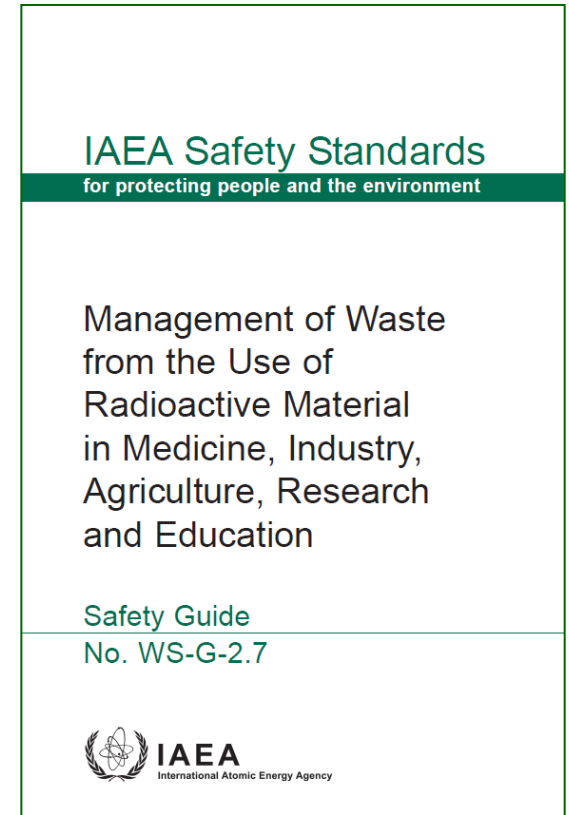 IAEA Safety Standards
for protecting people and the environment
Management of Waste
from the Use of
Radioactive Material
in Medicine, Industry,
Agriculture, Research
and Education
Safety Guide
No. WS-G-2.7
IAEA
International Atomic Energy Agency